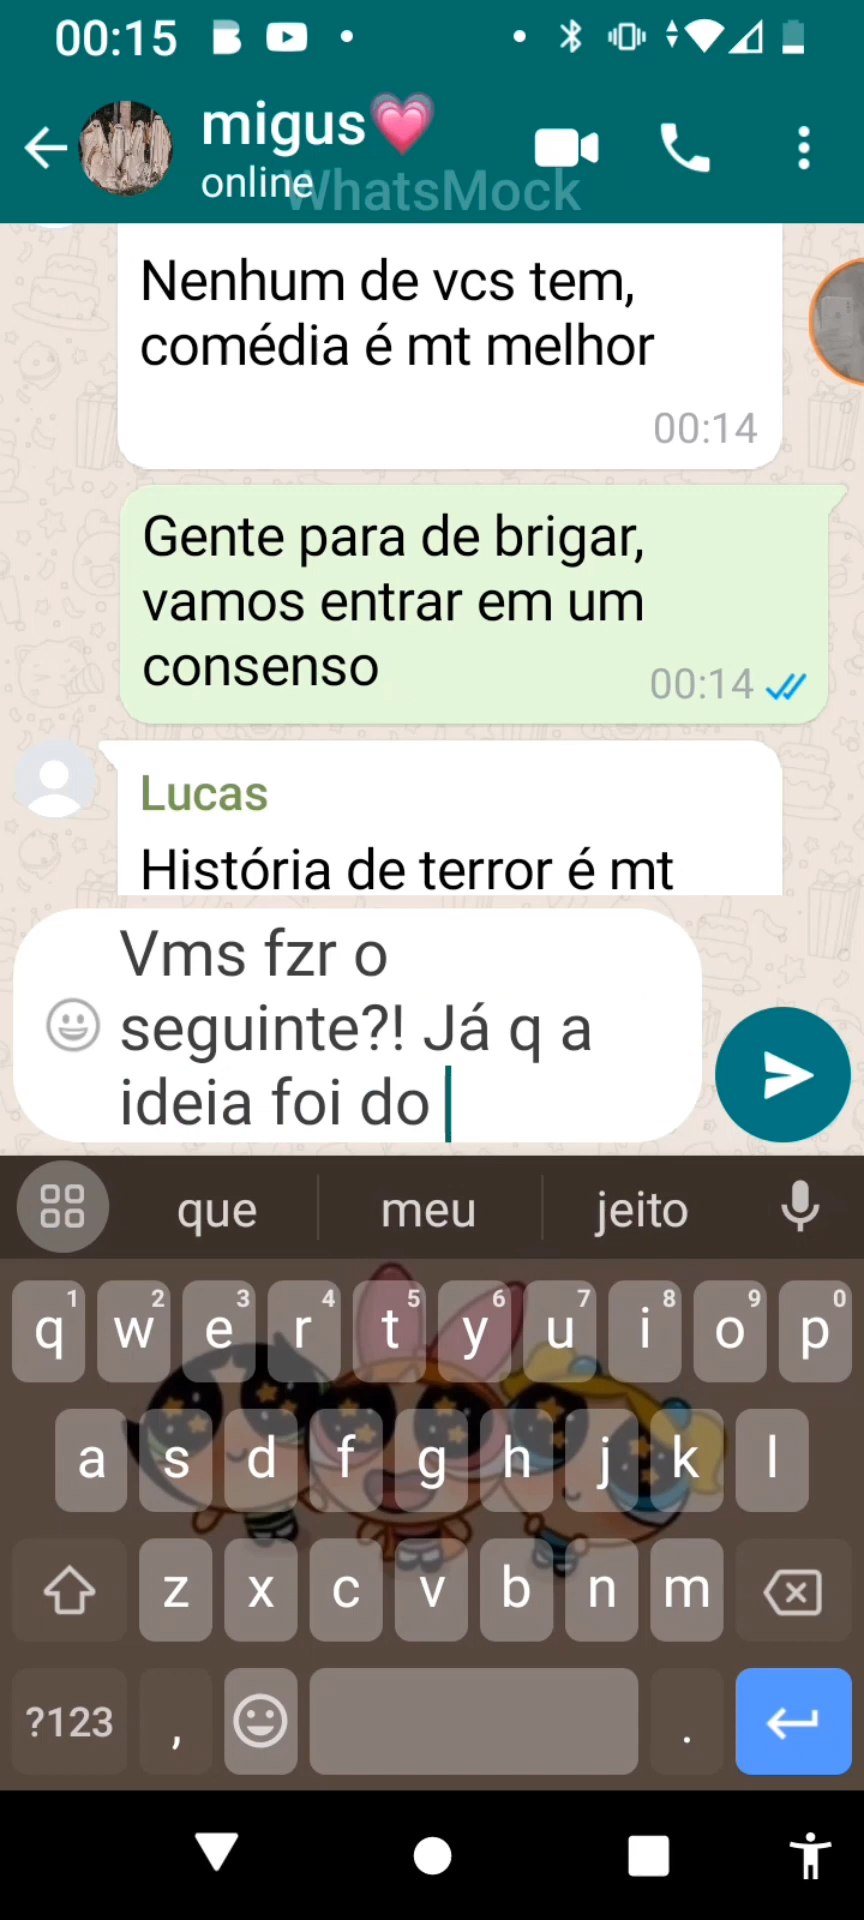 00:15
migus💗
online
WhatsMock
Nenhum de vcs tem,
comédia é mt melhor
00:14
Gente para de brigar,
vamos entrar em um
consenso
00:14
Lucas
História de terror é mt
Vms fzr o
seguinte?! Já q a
ideia foi do
que meu jeito
1 2 3 4 5 6 7 8 9 0
q w e r t y u i o p
a s d f g h j k l
z x c v b n m
?123 , .